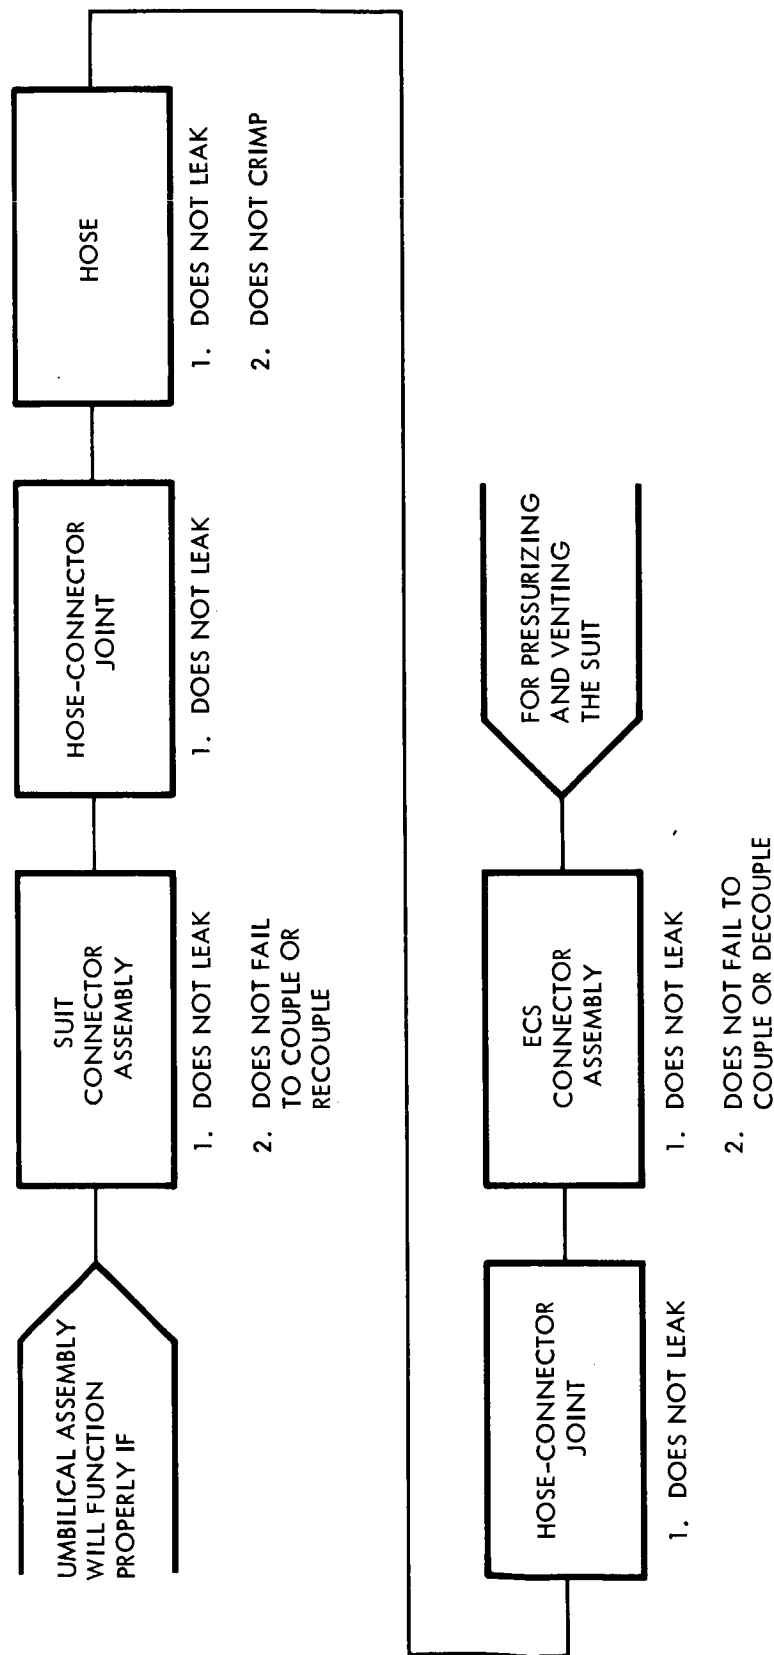 UMBILICAL ASSEMBLY
WILL FUNCTION
PROPERLY IF
SUIT
CONNECTOR
ASSEMBLY
1. DOES NOT LEAK
2. DOES NOT FAIL
TO COUPLE OR
RECOUPLE
HOSE-CONNECTOR
JOINT
1. DOES NOT LEAK
HOSE
1. DOES NOT LEAK
2. DOES NOT CRIMP
HOSE-CONNECTOR
JOINT
1. DOES NOT LEAK
ECS
CONNECTOR
ASSEMBLY
1. DOES NOT LEAK
2. DOES NOT FAIL TO
COUPLE OR DECOUPLE
FOR PRESSURIZING
AND VENTING
THE SUIT